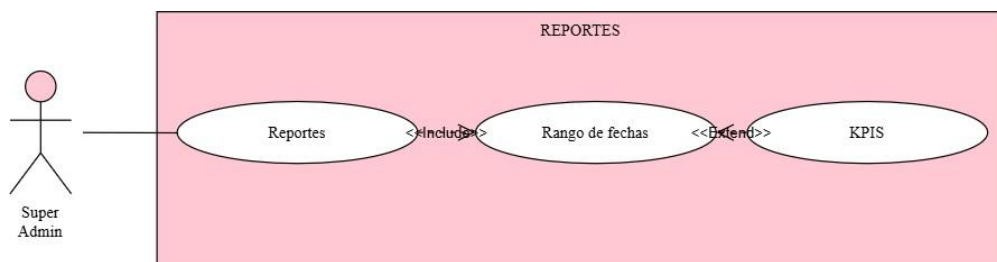 REPORTES
Reportes
<<Include>>
Rango de fechas
<<Extend>>
KPIS
Super
Admin